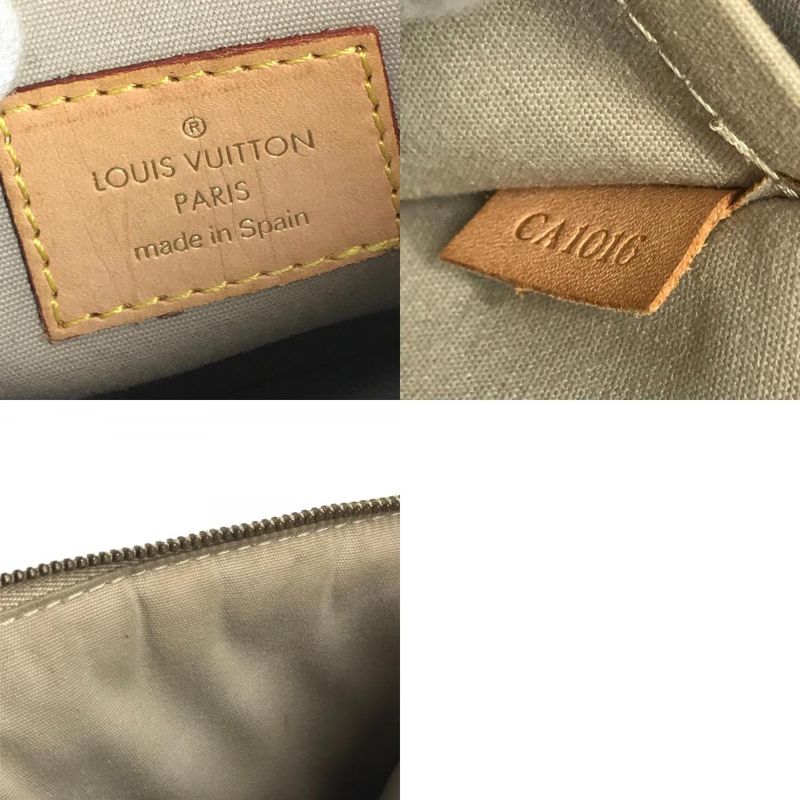 ®
LOUIS VUITTON
PARIS
made in Spain
CA1016